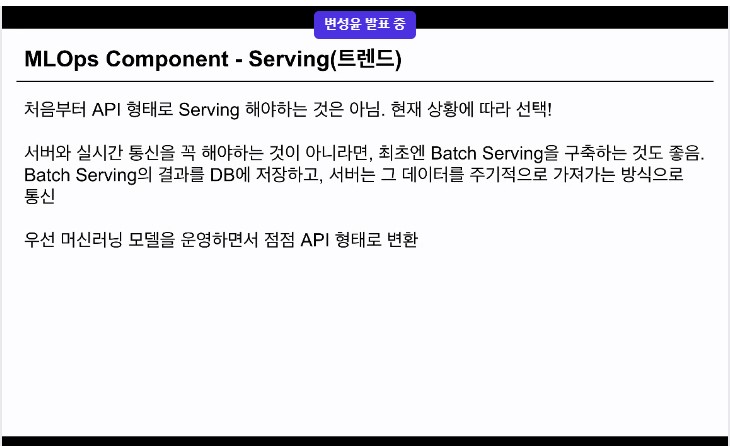 변성윤 발표 중
MLOps Component - Serving(트렌드)
처음부터 API 형태로 Serving 해야하는 것은 아님. 현재 상황에 따라 선택!
서버와 실시간 통신을 꼭 해야하는 것이 아니라면, 최초엔 Batch Serving을 구축하는 것도 좋음.
Batch Serving의 결과를 DB에 저장하고, 서버는 그 데이터를 주기적으로 가져가는 방식으로
통신
우선 머신러닝 모델을 운영하면서 점점 API 형태로 변환